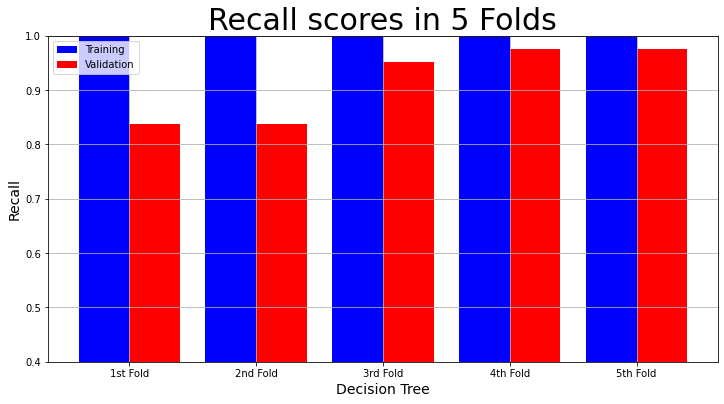 Recall scores in 5 Folds
Training
Validation
1.0
0.9
0.8
0.7
0.6
0.5
0.4
Recall
1st Fold
2nd Fold
3rd Fold
4th Fold
5th Fold
Decision Tree